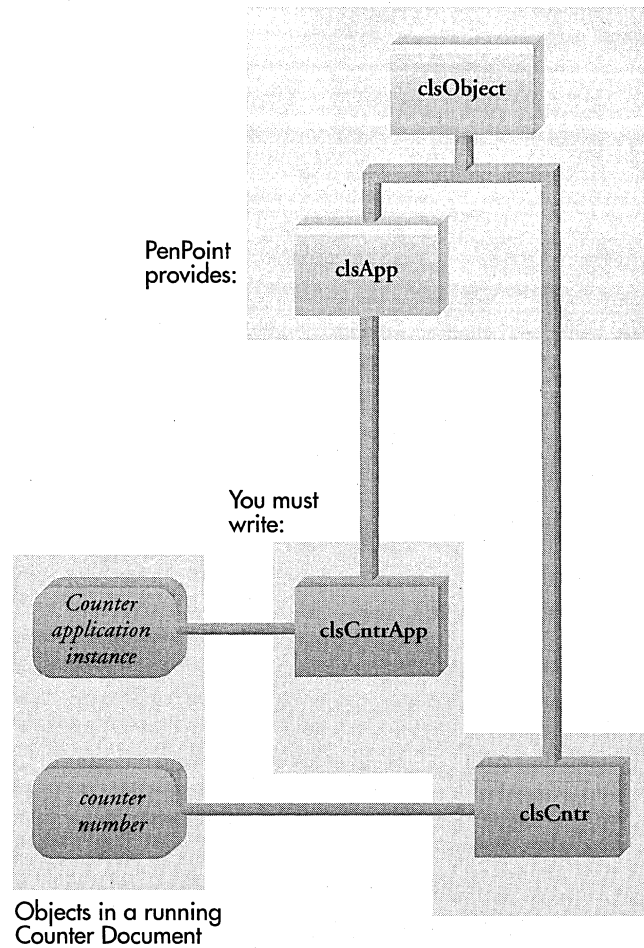 clsObject
PenPoint
provides:
clsApp
You must
write:
Counter
application
instance
clsCntrApp
counter
number
clsCntr
Objects in a running
Counter Document